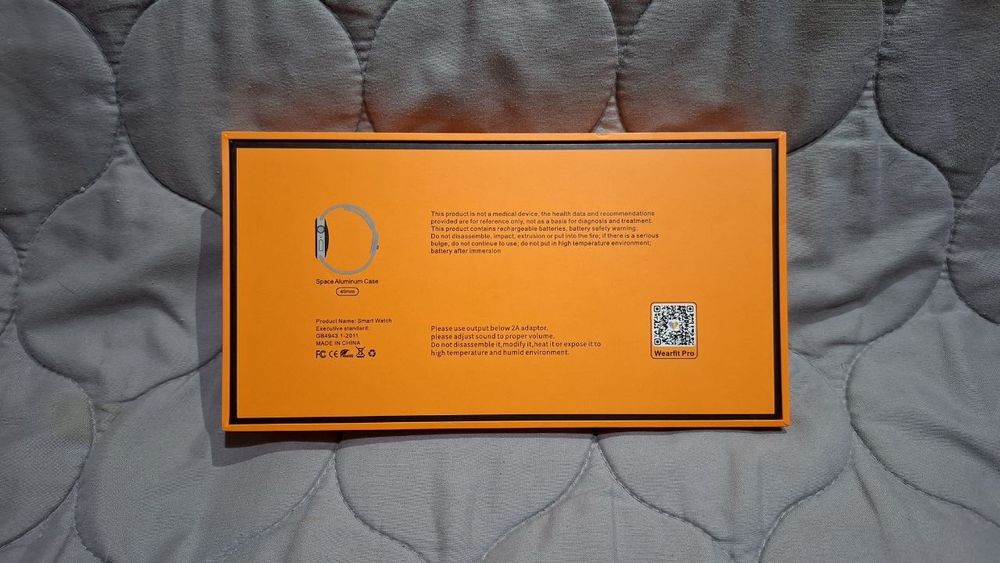 This product is not a medical device, the health data and recommendations
provided are for reference only, not as a basis for diagnosis and treatment.
This product contains rechargeable batteries, battery safety warning:
Do not disassemble, impact, extrusion or put into the fire; if there is a serious
bulge, do not continue to use; do not put in high temperature environment;
battery after immersion
Space Aluminum Case
49mm
Product Name: Smart Watch
Executive standard:
GB4943.1-2011
MADE IN CHINA
FC CE RoHS
Please use output below 2A adaptor,
please adjust sound to proper volume.
Do not disassemble it,modify it,heat it or expose it to
high temperature and humid environment.
Wearfit Pro